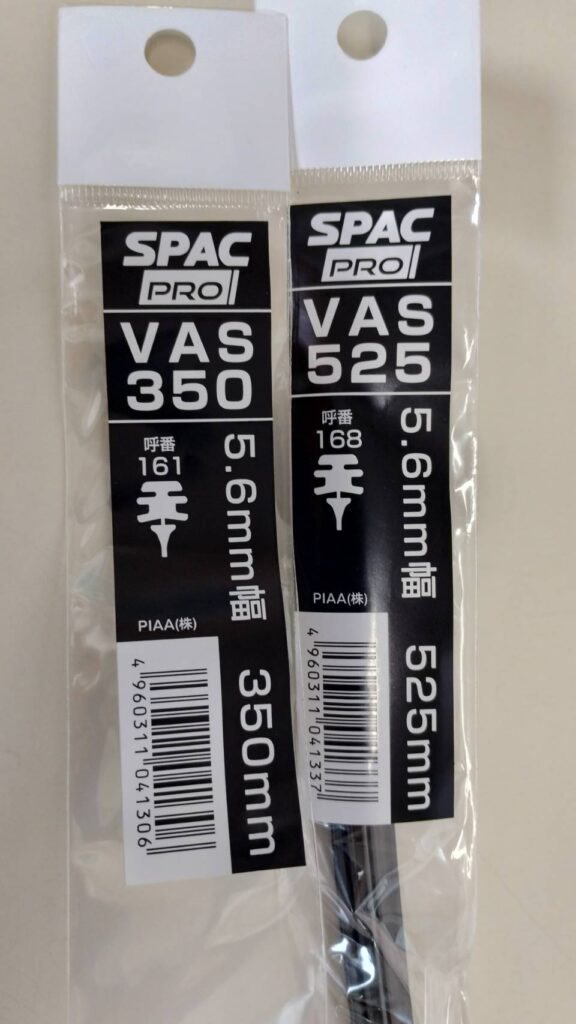 SPAC
PRO
VAS
350
呼番
161
5.6mm幅 350mm
PIAA(株)
4 960311 041306
SPAC
PRO
VAS
525
呼番
168
5.6mm幅 525mm
PIAA(株)
4 960311 041337